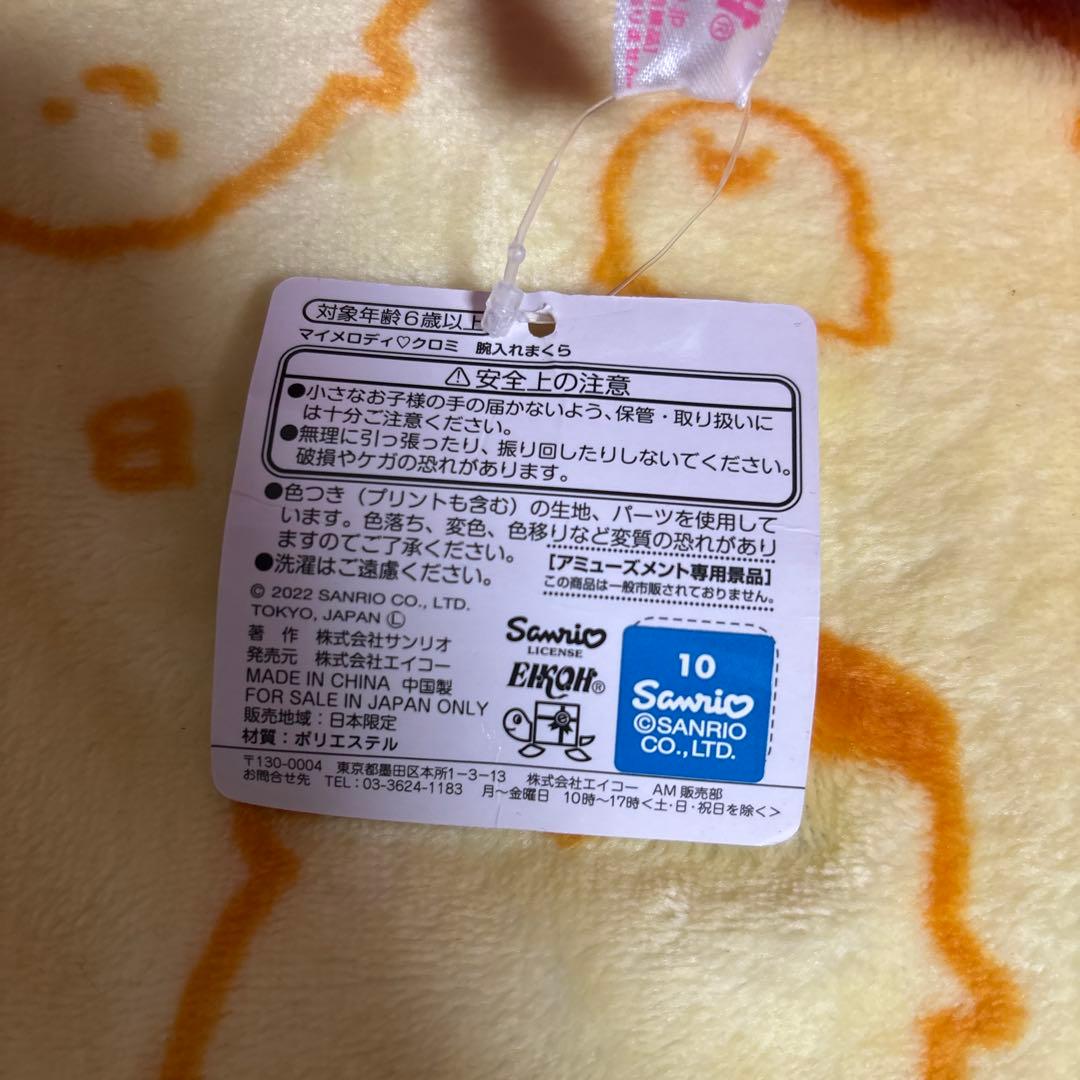 .jp
®
対象年齢6歳以上
マイメロディ♡クロミ 腕入れまくら
⚠安全上の注意
●小さなお子様の手の届かないよう、保管・取り扱いに
は十分ご注意ください。
●無理に引っ張ったり、振り回したりしないでください。
破損やケガの恐れがあります。
●色つき(プリントも含む)の生地、パーツを使用して
います。色落ち、変色、色移りなど変質の恐れがあり
ますのでご了承ください。
●洗濯はご遠慮ください。
[アミューズメント専用景品]
この商品は一般市販されておりません。
© 2022 SANRIO CO., LTD.
TOKYO, JAPAN Ⓛ
著 作 株式会社サンリオ
発売元 株式会社エイコー
MADE IN CHINA 中国製
FOR SALE IN JAPAN ONLY
販売地域:日本限定
材質:ポリエステル
Sanrio
LICENSE
EIKOH®
10
Sanrio
©SANRIO
CO.,LTD.
〒130-0004 東京都墨田区本所1-3-13 株式会社エイコー AM販売部
お問合せ先 TEL:03-3624-1183 月〜金曜日 10時〜17時<土・日・祝日を除く>